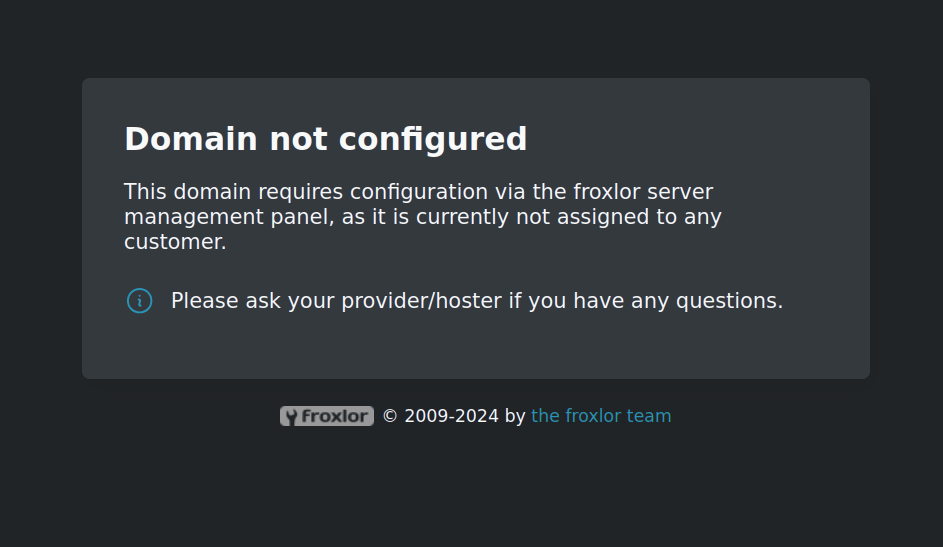 Domain not configured
This domain requires configuration via the froxlor server
management panel, as it is currently not assigned to any
customer.
Please ask your provider/hoster if you have any questions.
Froxlor © 2009-2024 by the froxlor team